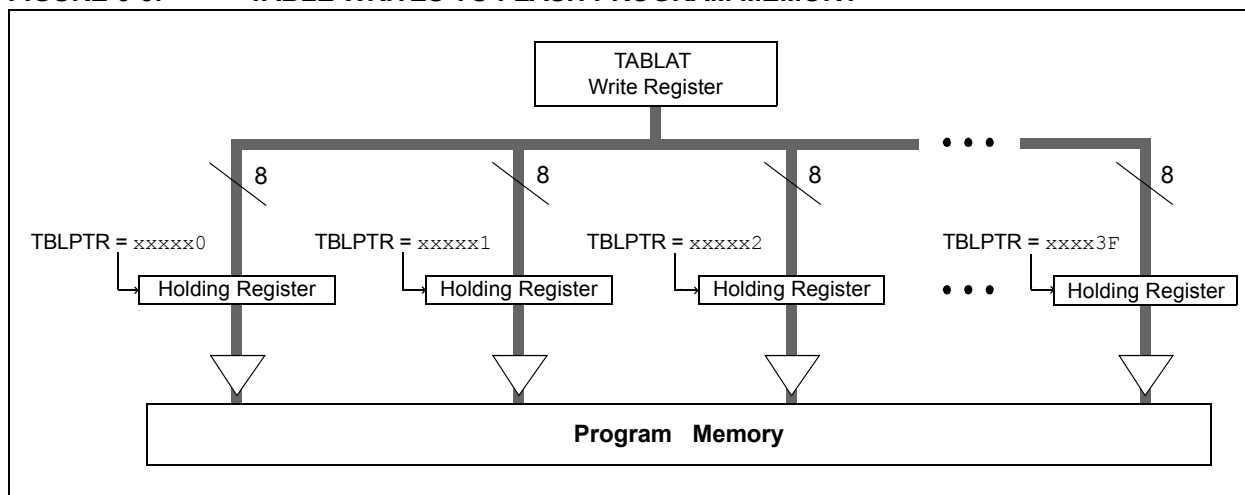 TABLAT
Write Register
8
8
8
8
TBLPTR = xxxxx0
TBLPTR = xxxxx1
TBLPTR = xxxxx2
TBLPTR = xxxx3F
Holding Register
Holding Register
Holding Register
Holding Register
Program Memory